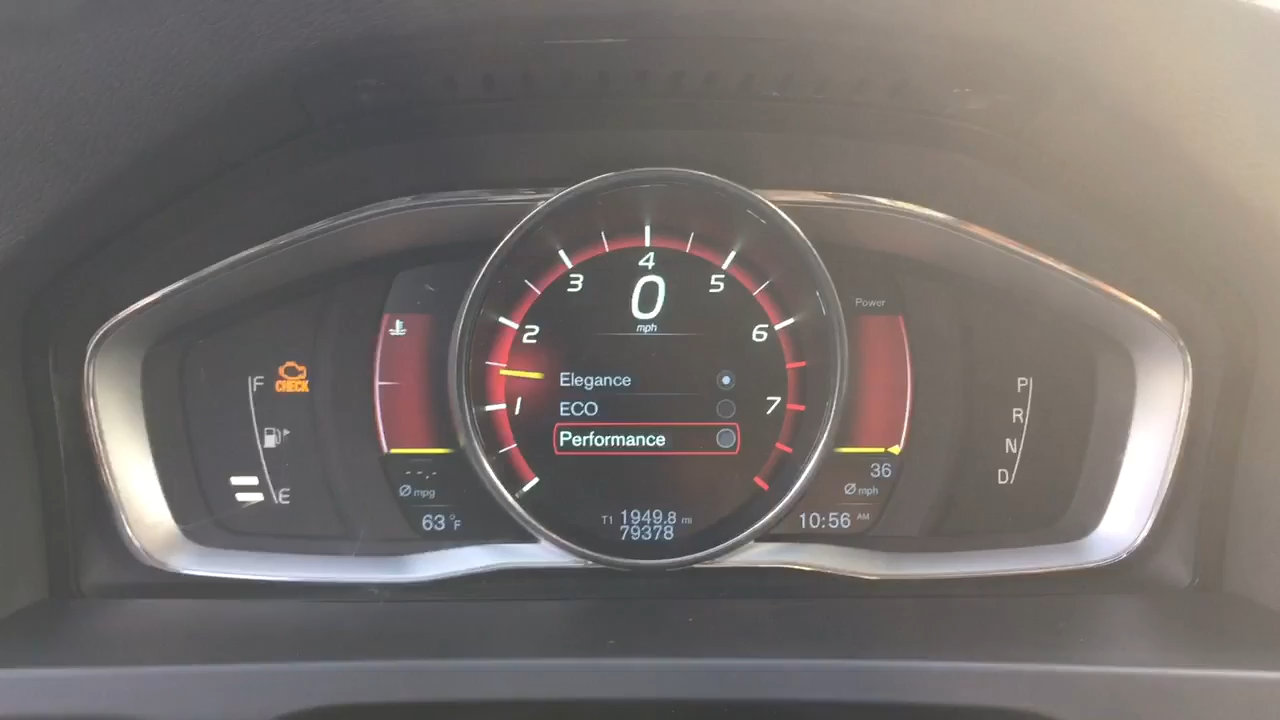 4
3 5
0
mph
2 6
1 7
Elegance
ECO
Performance
T1 1949.8 mi
79378
F
CHECK
E
-.--
Ø mpg
63 °F
Power
36
Ø mph
10:56 AM
P
R
N
D